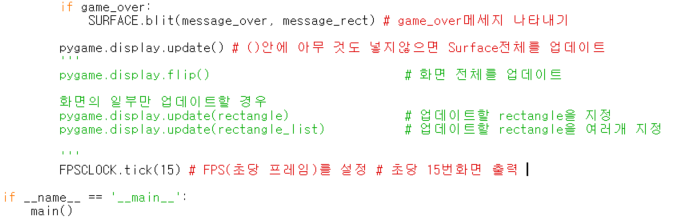 if game_over:
SURFACE.blit(message_over, message_rect) # game_over메세지 나타내기
pygame.display.update() # ()안에 아무 것도 넣지않으면 Surface전체를 업데이트
'''
pygame.display.flip() # 화면 전체를 업데이트
화면의 일부만 업데이트할 경우
pygame.display.update(rectangle) # 업데이트할 rectangle을 지정
pygame.display.update(rectangle_list) # 업데이트할 rectangle을 여러개 지정
'''
FPSCLOCK.tick(15) # FPS(초당 프레임)를 설정 # 초당 15번화면 출력
if __name__ == '__main__':
main()